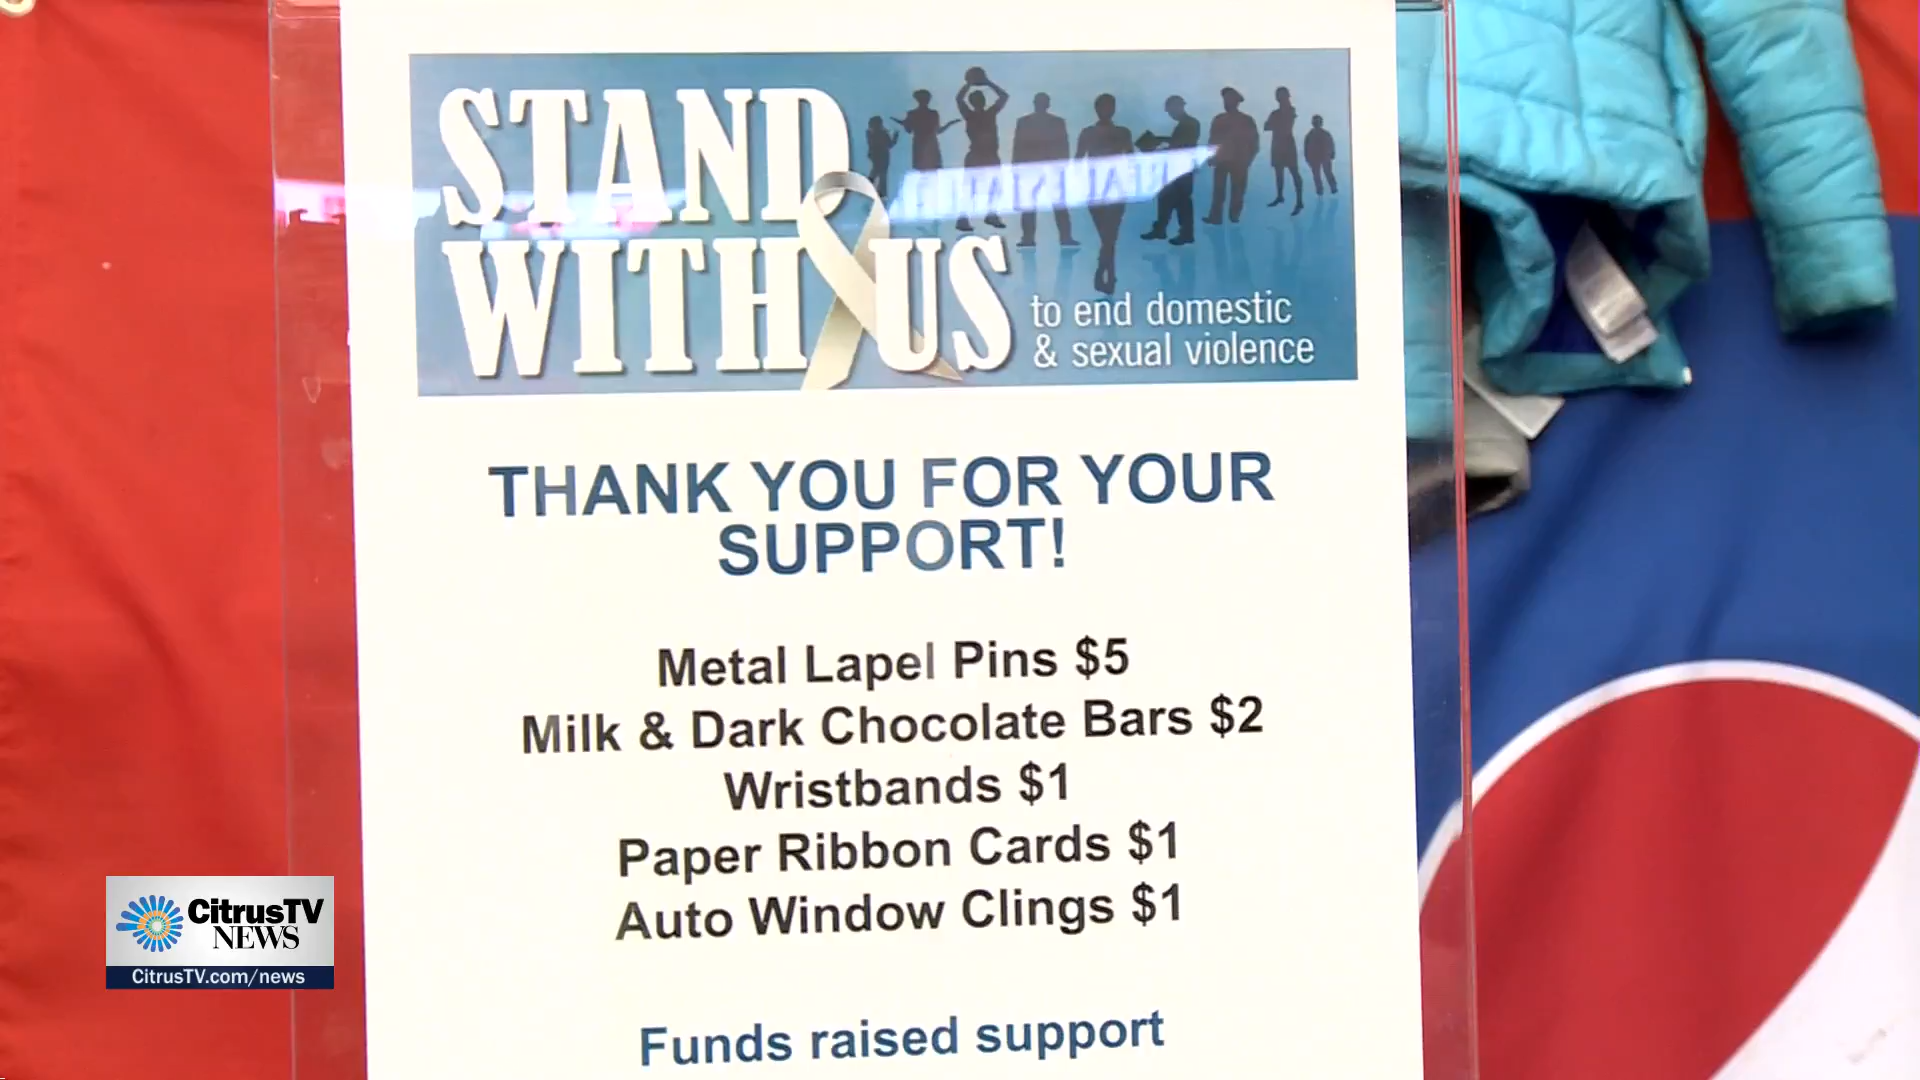 STAND
WITH US
to end domestic
& sexual violence
THANK YOU FOR YOUR
SUPPORT!
Metal Lapel Pins $5
Milk & Dark Chocolate Bars $2
Wristbands $1
Paper Ribbon Cards $1
Auto Window Clings $1
Funds raised support
CitrusTV
NEWS
CitrusTV.com/news